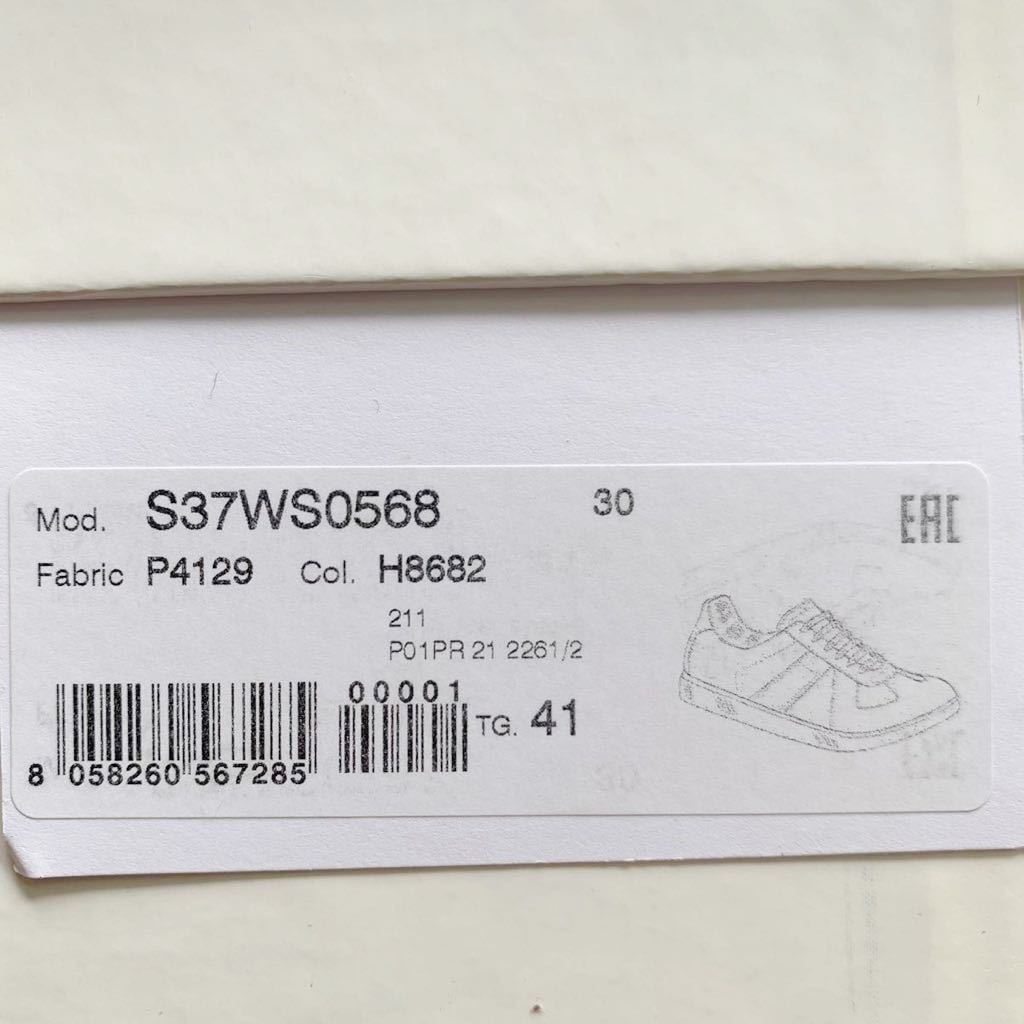 Mod. S37WS0568 30 EAC
Fabric P4129 Col. H8682
211
P01PR 21 2261/2
00001
TG. 41
8 058260 567285